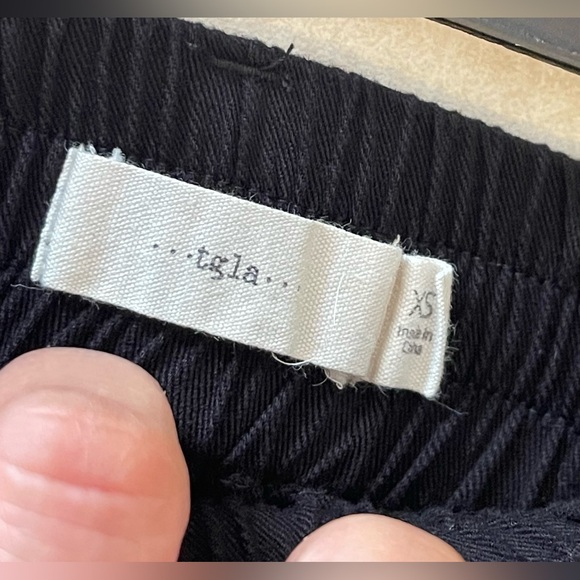 ...tgla...
XS
made in
China